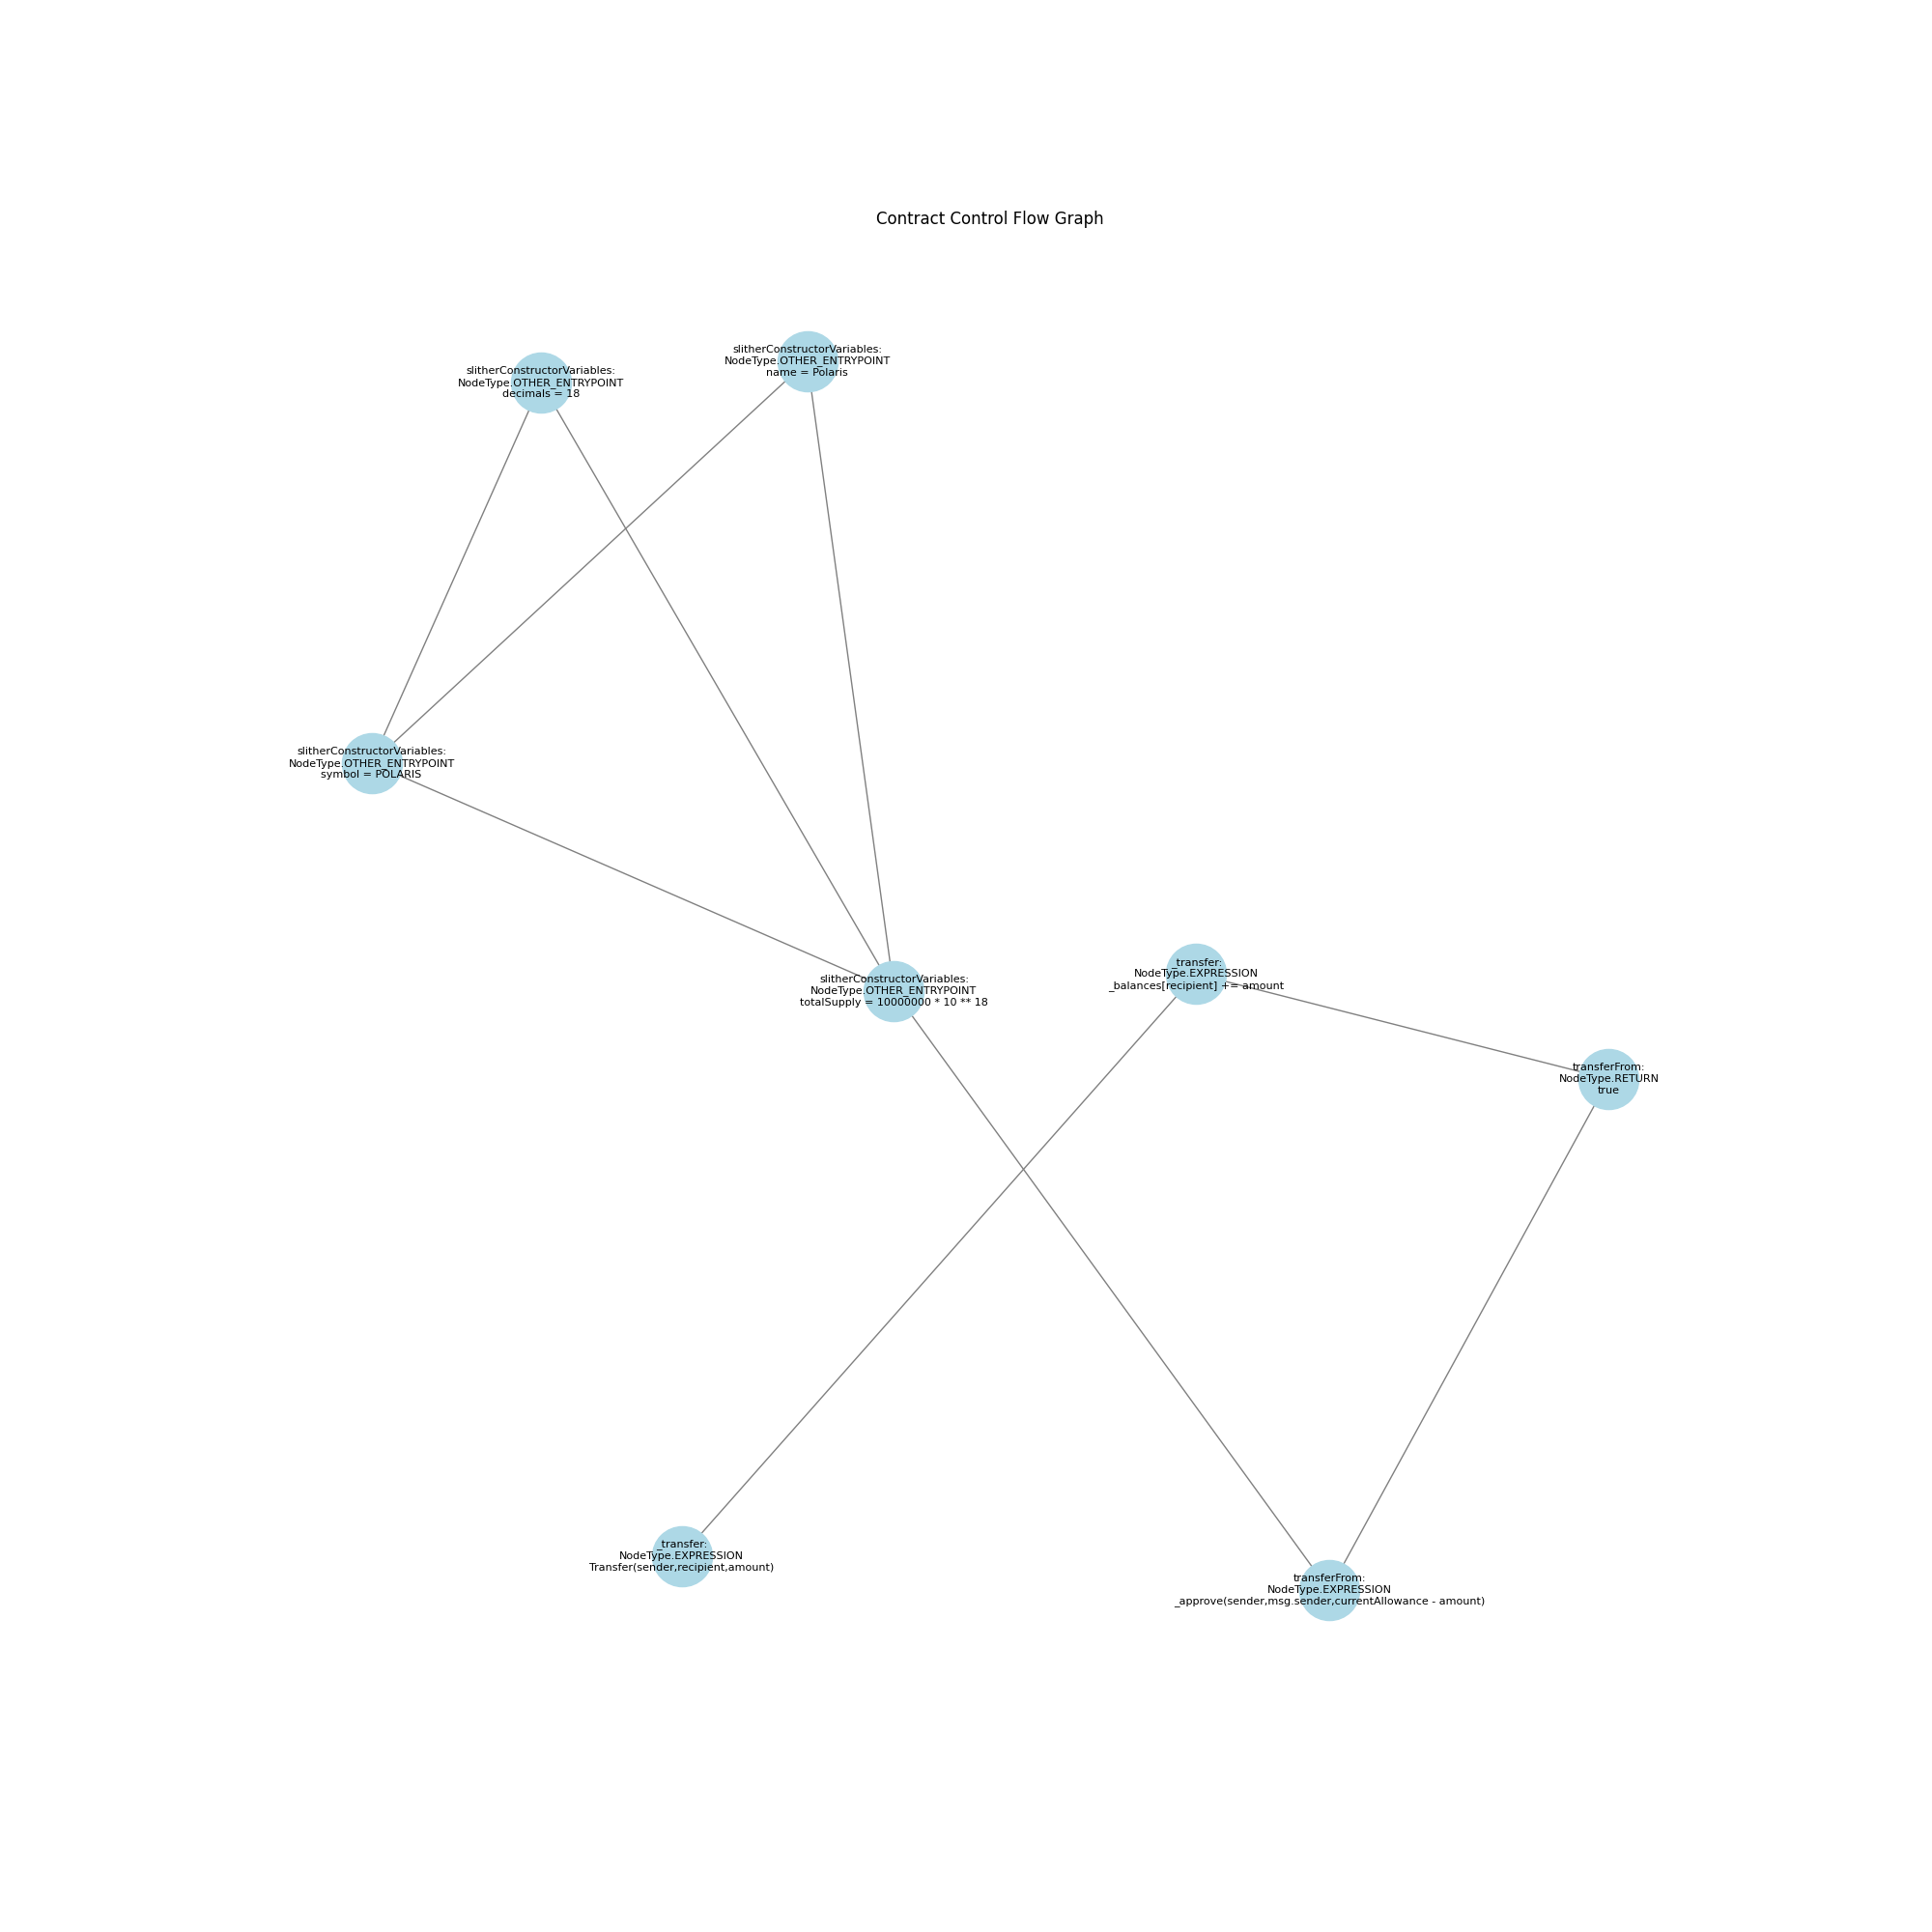 Contract Control Flow Graph
slitherConstructorVariables:
NodeType.OTHER_ENTRYPOINT
name = Polaris
slitherConstructorVariables:
NodeType.OTHER_ENTRYPOINT
decimals = 18
slitherConstructorVariables:
NodeType.OTHER_ENTRYPOINT
symbol = POLARIS
slitherConstructorVariables:
NodeType.OTHER_ENTRYPOINT
totalSupply = 10000000 * 10 ** 18
_transfer:
NodeType.EXPRESSION
_balances[recipient] += amount
transferFrom:
NodeType.RETURN
true
_transfer:
NodeType.EXPRESSION
Transfer(sender,recipient,amount)
transferFrom:
NodeType.EXPRESSION
_approve(sender,msg.sender,currentAllowance - amount)